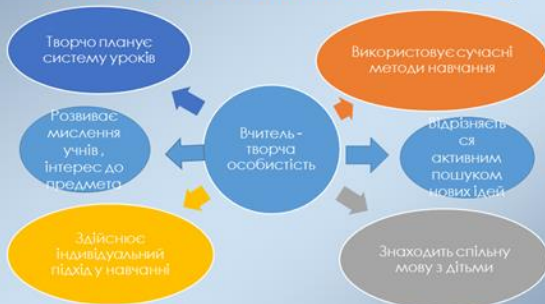 Творчо планує
систему уроків
Використовує сучасні
методи навчання
Розвиває
мислення
учнів ,
інтерес до
предмета
Вчитель -
творча
особистість
Відрізняєть
ся
активним
пошуком
нових ідей
Здійснює
індивідуальний
підхід у навчанні
Знаходить спільну
мову з дітьми